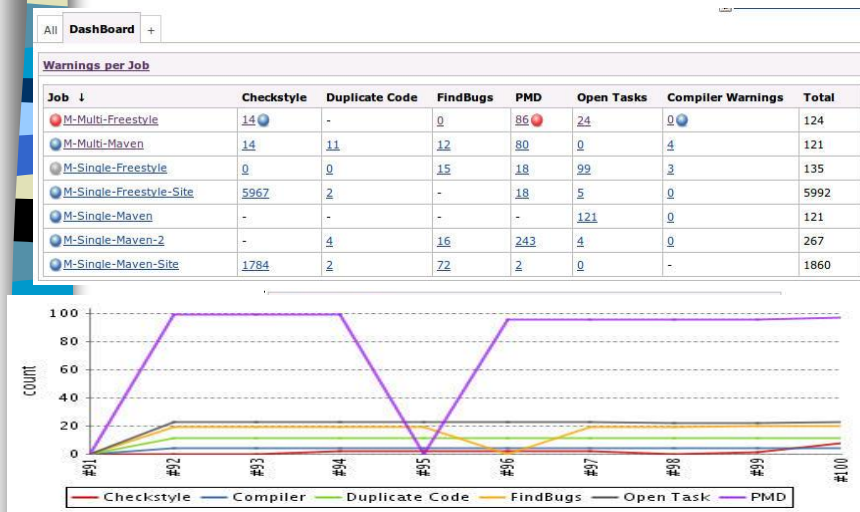 All DashBoard +
Warnings per Job
Job ↓ Checkstyle Duplicate Code FindBugs PMD Open Tasks Compiler Warnings Total
M-Multi-Freestyle 14 - 0 86 24 0 124
M-Multi-Maven 14 11 12 80 0 4 121
M-Single-Freestyle 0 0 15 18 99 3 135
M-Single-Freestyle-Site 5967 2 - 18 5 0 5992
M-Single-Maven - - - - 121 0 121
M-Single-Maven-2 - 4 16 243 4 0 267
M-Single-Maven-Site 1784 2 72 2 0 - 1860
100
80
60
40
20
0
count
#91 #92 #93 #94 #95 #96 #97 #98 #99 #100
Checkstyle Compiler Duplicate Code FindBugs Open Task PMD